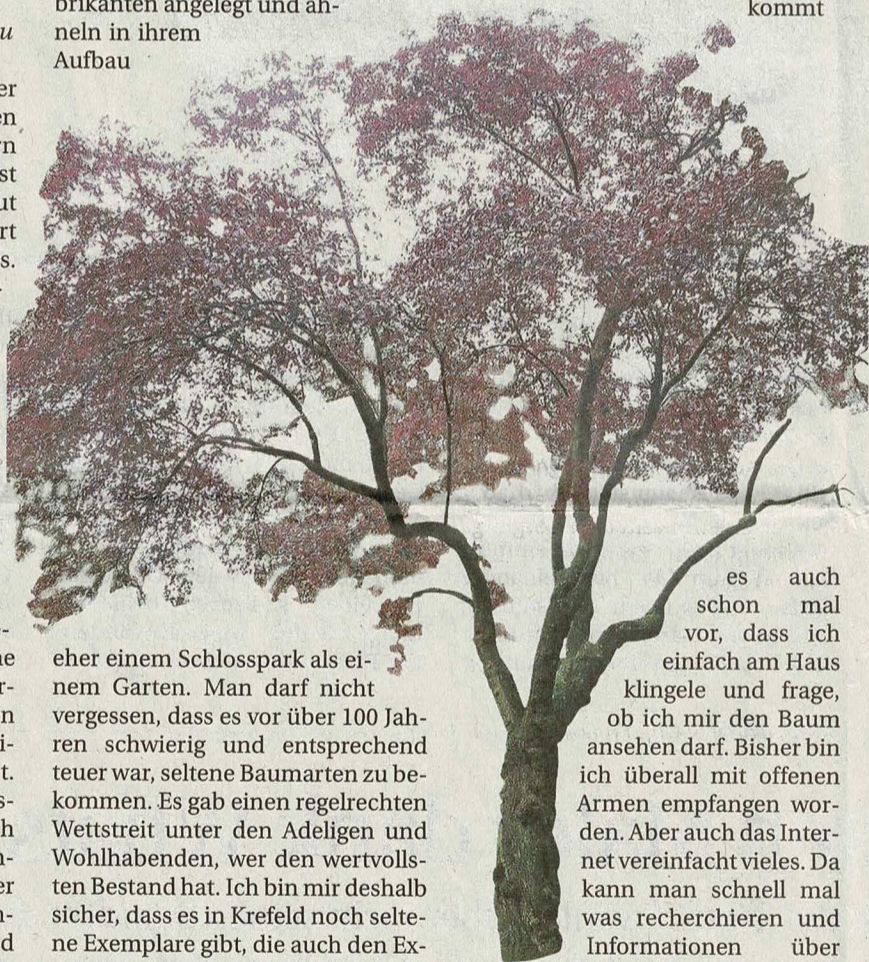 brikanten angelegt und äh-
neln in ihrem
Aufbau
eher einem Schlosspark als ei-
nem Garten. Man darf nicht
vergessen, dass es vor über 100 Jah-
ren schwierig und entsprechend
teuer war, seltene Baumarten zu be-
kommen. Es gab einen regelrechten
Wettstreit unter den Adeligen und
Wohlhabenden, wer den wertvolls-
ten Bestand hat. Ich bin mir deshalb
sicher, dass es in Krefeld noch selte-
ne Exemplare gibt, die auch den Ex-
kommt
es auch
schon mal
vor, dass ich
einfach am Haus
klingele und frage,
ob ich mir den Baum
ansehen darf. Bisher bin
ich überall mit offenen
Armen empfangen wor-
den. Aber auch das Inter-
net vereinfacht vieles. Da
kann man schnell mal
was recherchieren und
Informationen über